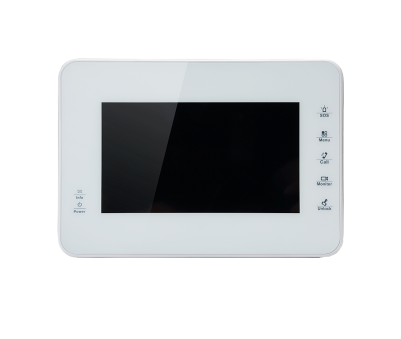 SOS
Menu
Call
Monitor
Unlock
Info
Power